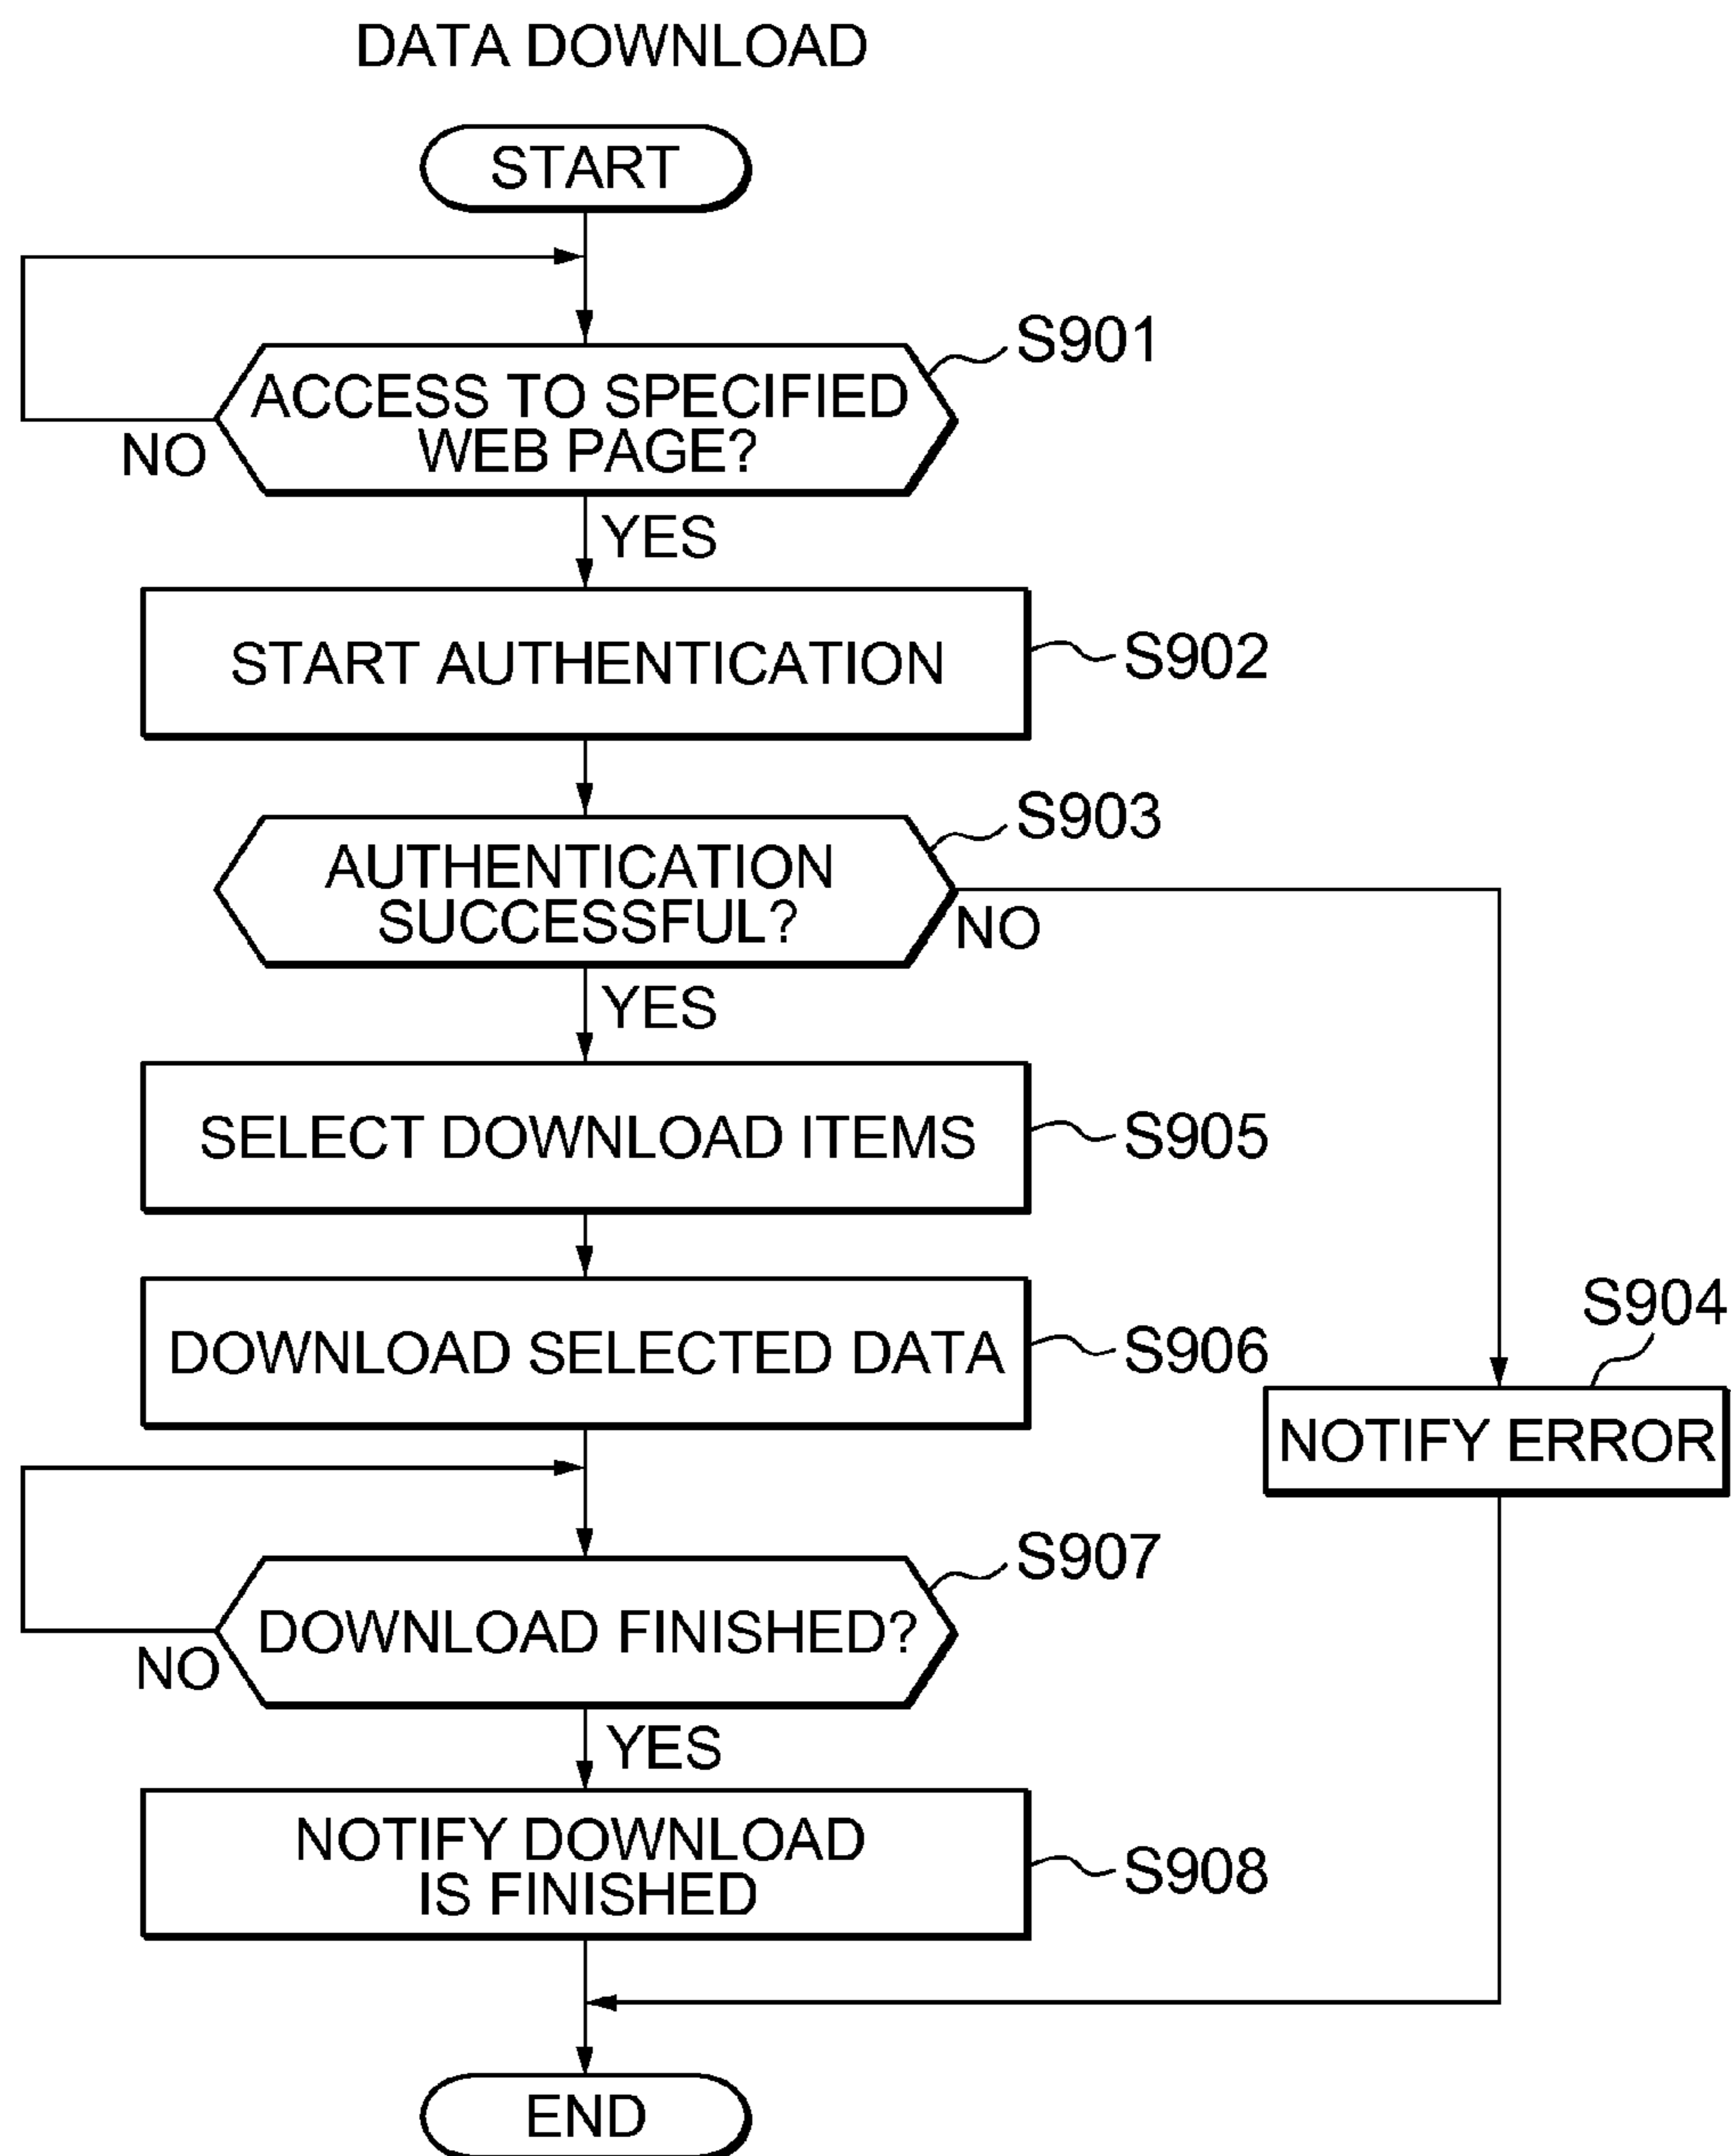 DATA DOWNLOAD
START
S901
ACCESS TO SPECIFIED
WEB PAGE?
NO
YES
START AUTHENTICATION
S902
S903
AUTHENTICATION
SUCCESSFUL?
NO
YES
SELECT DOWNLOAD ITEMS
S905
S904
DOWNLOAD SELECTED DATA
S906
NOTIFY ERROR
S907
DOWNLOAD FINISHED?
NO
YES
NOTIFY DOWNLOAD
IS FINISHED
S908
END